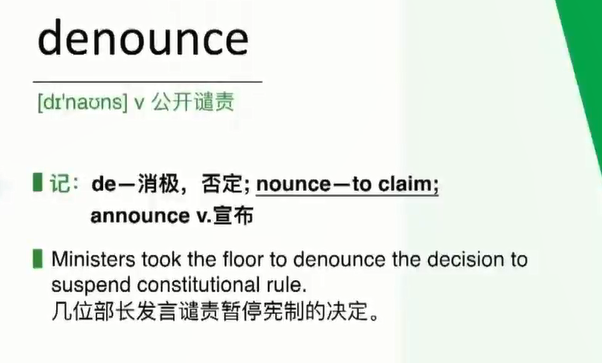 denounce
[dɪ'naʊns] v 公开谴责
记：de—消极，否定; nounce—to claim;
announce v.宣布
Ministers took the floor to denounce the decision to
suspend constitutional rule.
几位部长发言谴责暂停宪制的决定。